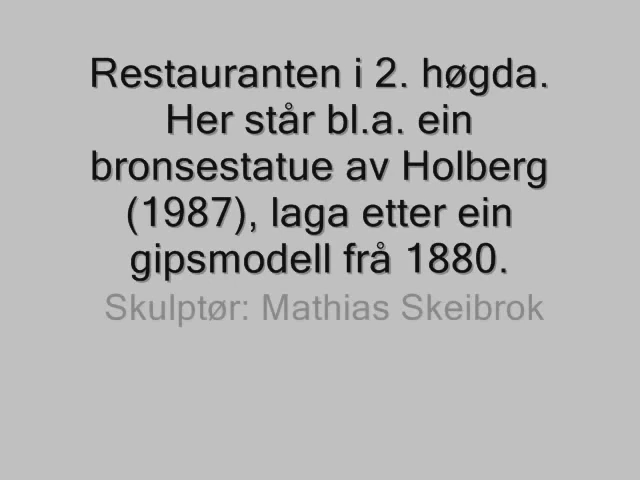 Restauranten i 2. høgda.
Her står bl.a. ein
bronsestatue av Holberg
(1987), laga etter ein
gipsmodell frå 1880.
Skulptør: Mathias Skeibrok